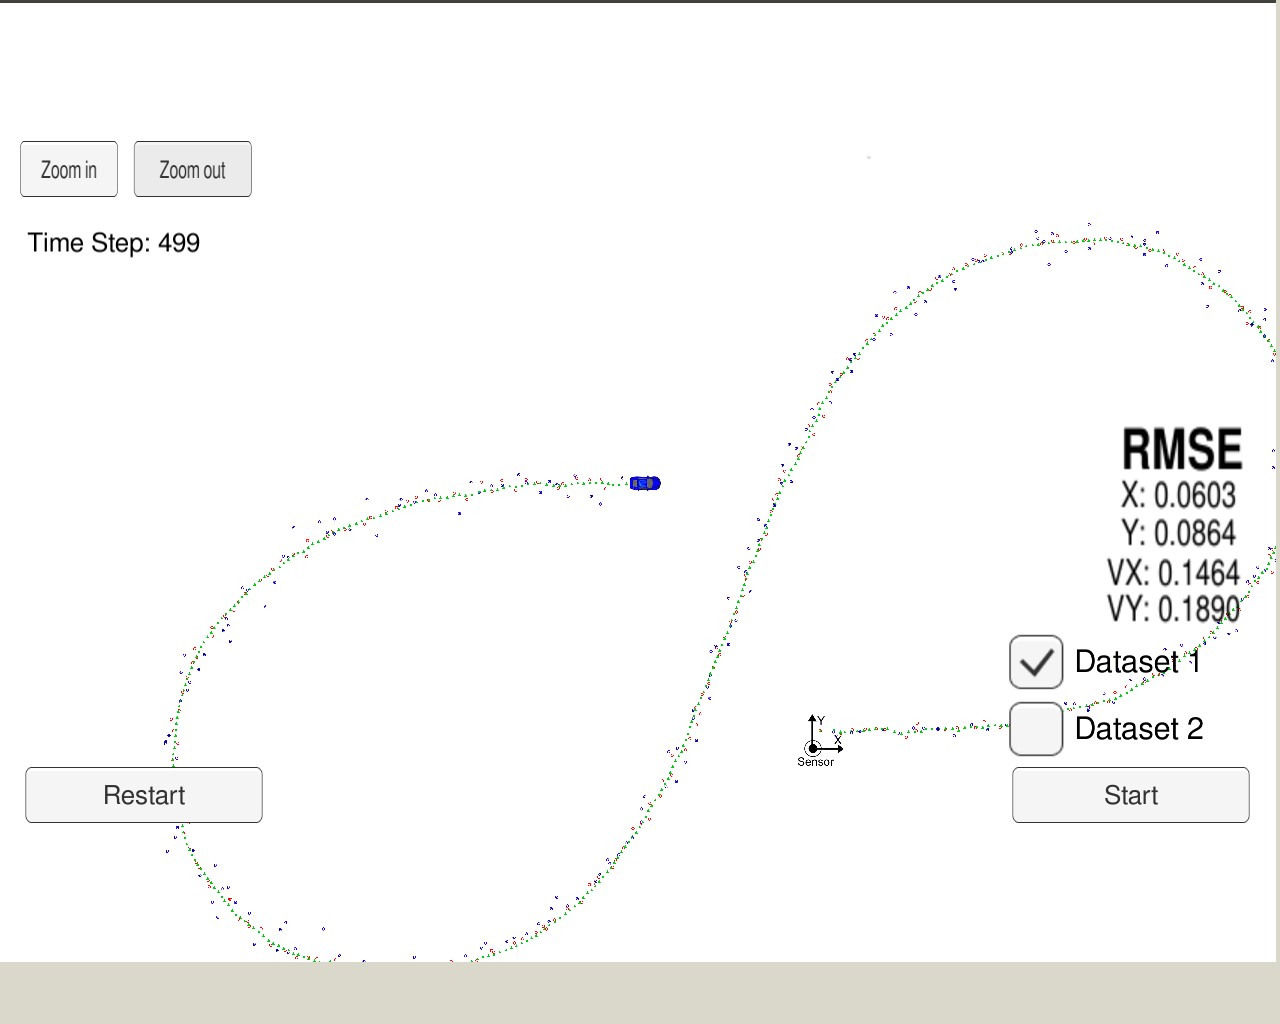 Zoom in
Zoom out
Time Step: 499
RMSE
X: 0.0603
Y: 0.0864
VX: 0.1464
VY: 0.1890
Dataset 1
Y
X
Sensor
Dataset 2
Restart
Start